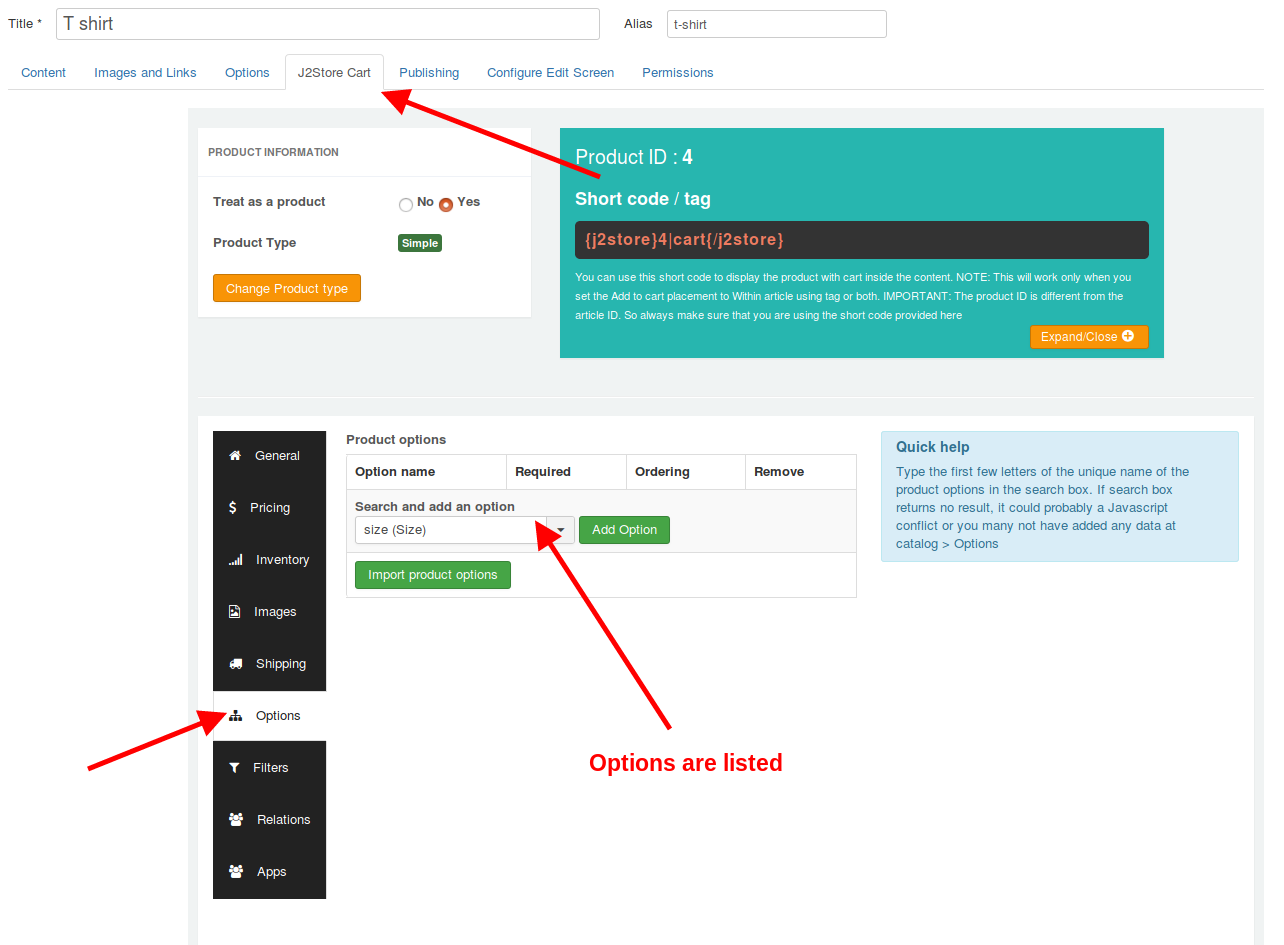 Title * T shirt Alias t-shirt
Content Images and Links Options J2Store Cart Publishing Configure Edit Screen Permissions
PRODUCT INFORMATION
Treat as a product No Yes
Product Type Simple
Change Product type
Product ID : 4
Short code / tag
{j2store}4|cart{/j2store}
You can use this short code to display the product with cart inside the content. NOTE: This will work only when you
set the Add to cart placement to Within article using tag or both. IMPORTANT: The product ID is different from the
article ID. So always make sure that you are using the short code provided here
Expand/Close
General
Pricing
Inventory
Images
Shipping
Options
Filters
Relations
Apps
Product options
Option name Required Ordering Remove
Search and add an option
size (Size) Add Option
Import product options
Quick help
Type the first few letters of the unique name of the
product options in the search box. If search box
returns no result, it could probably a Javascript
conflict or you many not have added any data at
catalog > Options
Options are listed